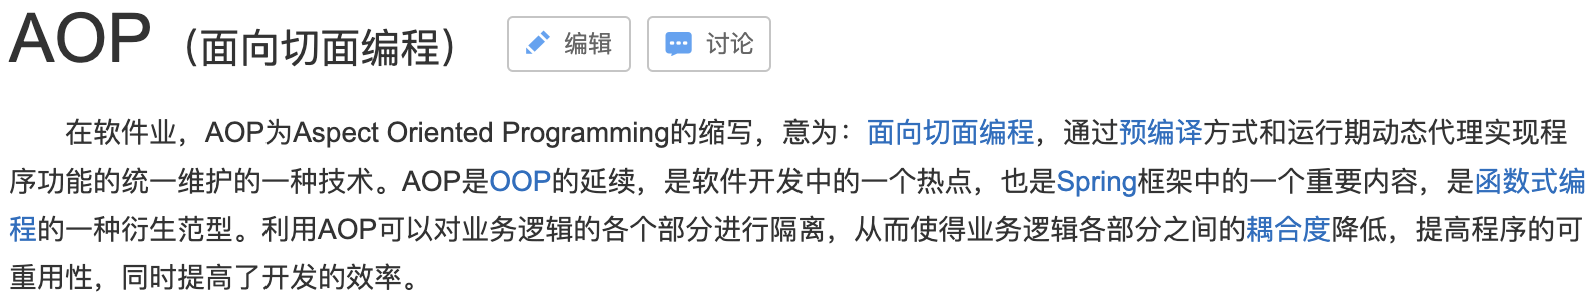 AOP（面向切面编程） 编辑 讨论
在软件业，AOP为Aspect Oriented Programming的缩写，意为：面向切面编程，通过预编译方式和运行期动态代理实现程
序功能的统一维护的一种技术。AOP是OOP的延续，是软件开发中的一个热点，也是Spring框架中的一个重要内容，是函数式编
程的一种衍生范型。利用AOP可以对业务逻辑的各个部分进行隔离，从而使得业务逻辑各部分之间的耦合度降低，提高程序的可
重用性，同时提高了开发的效率。